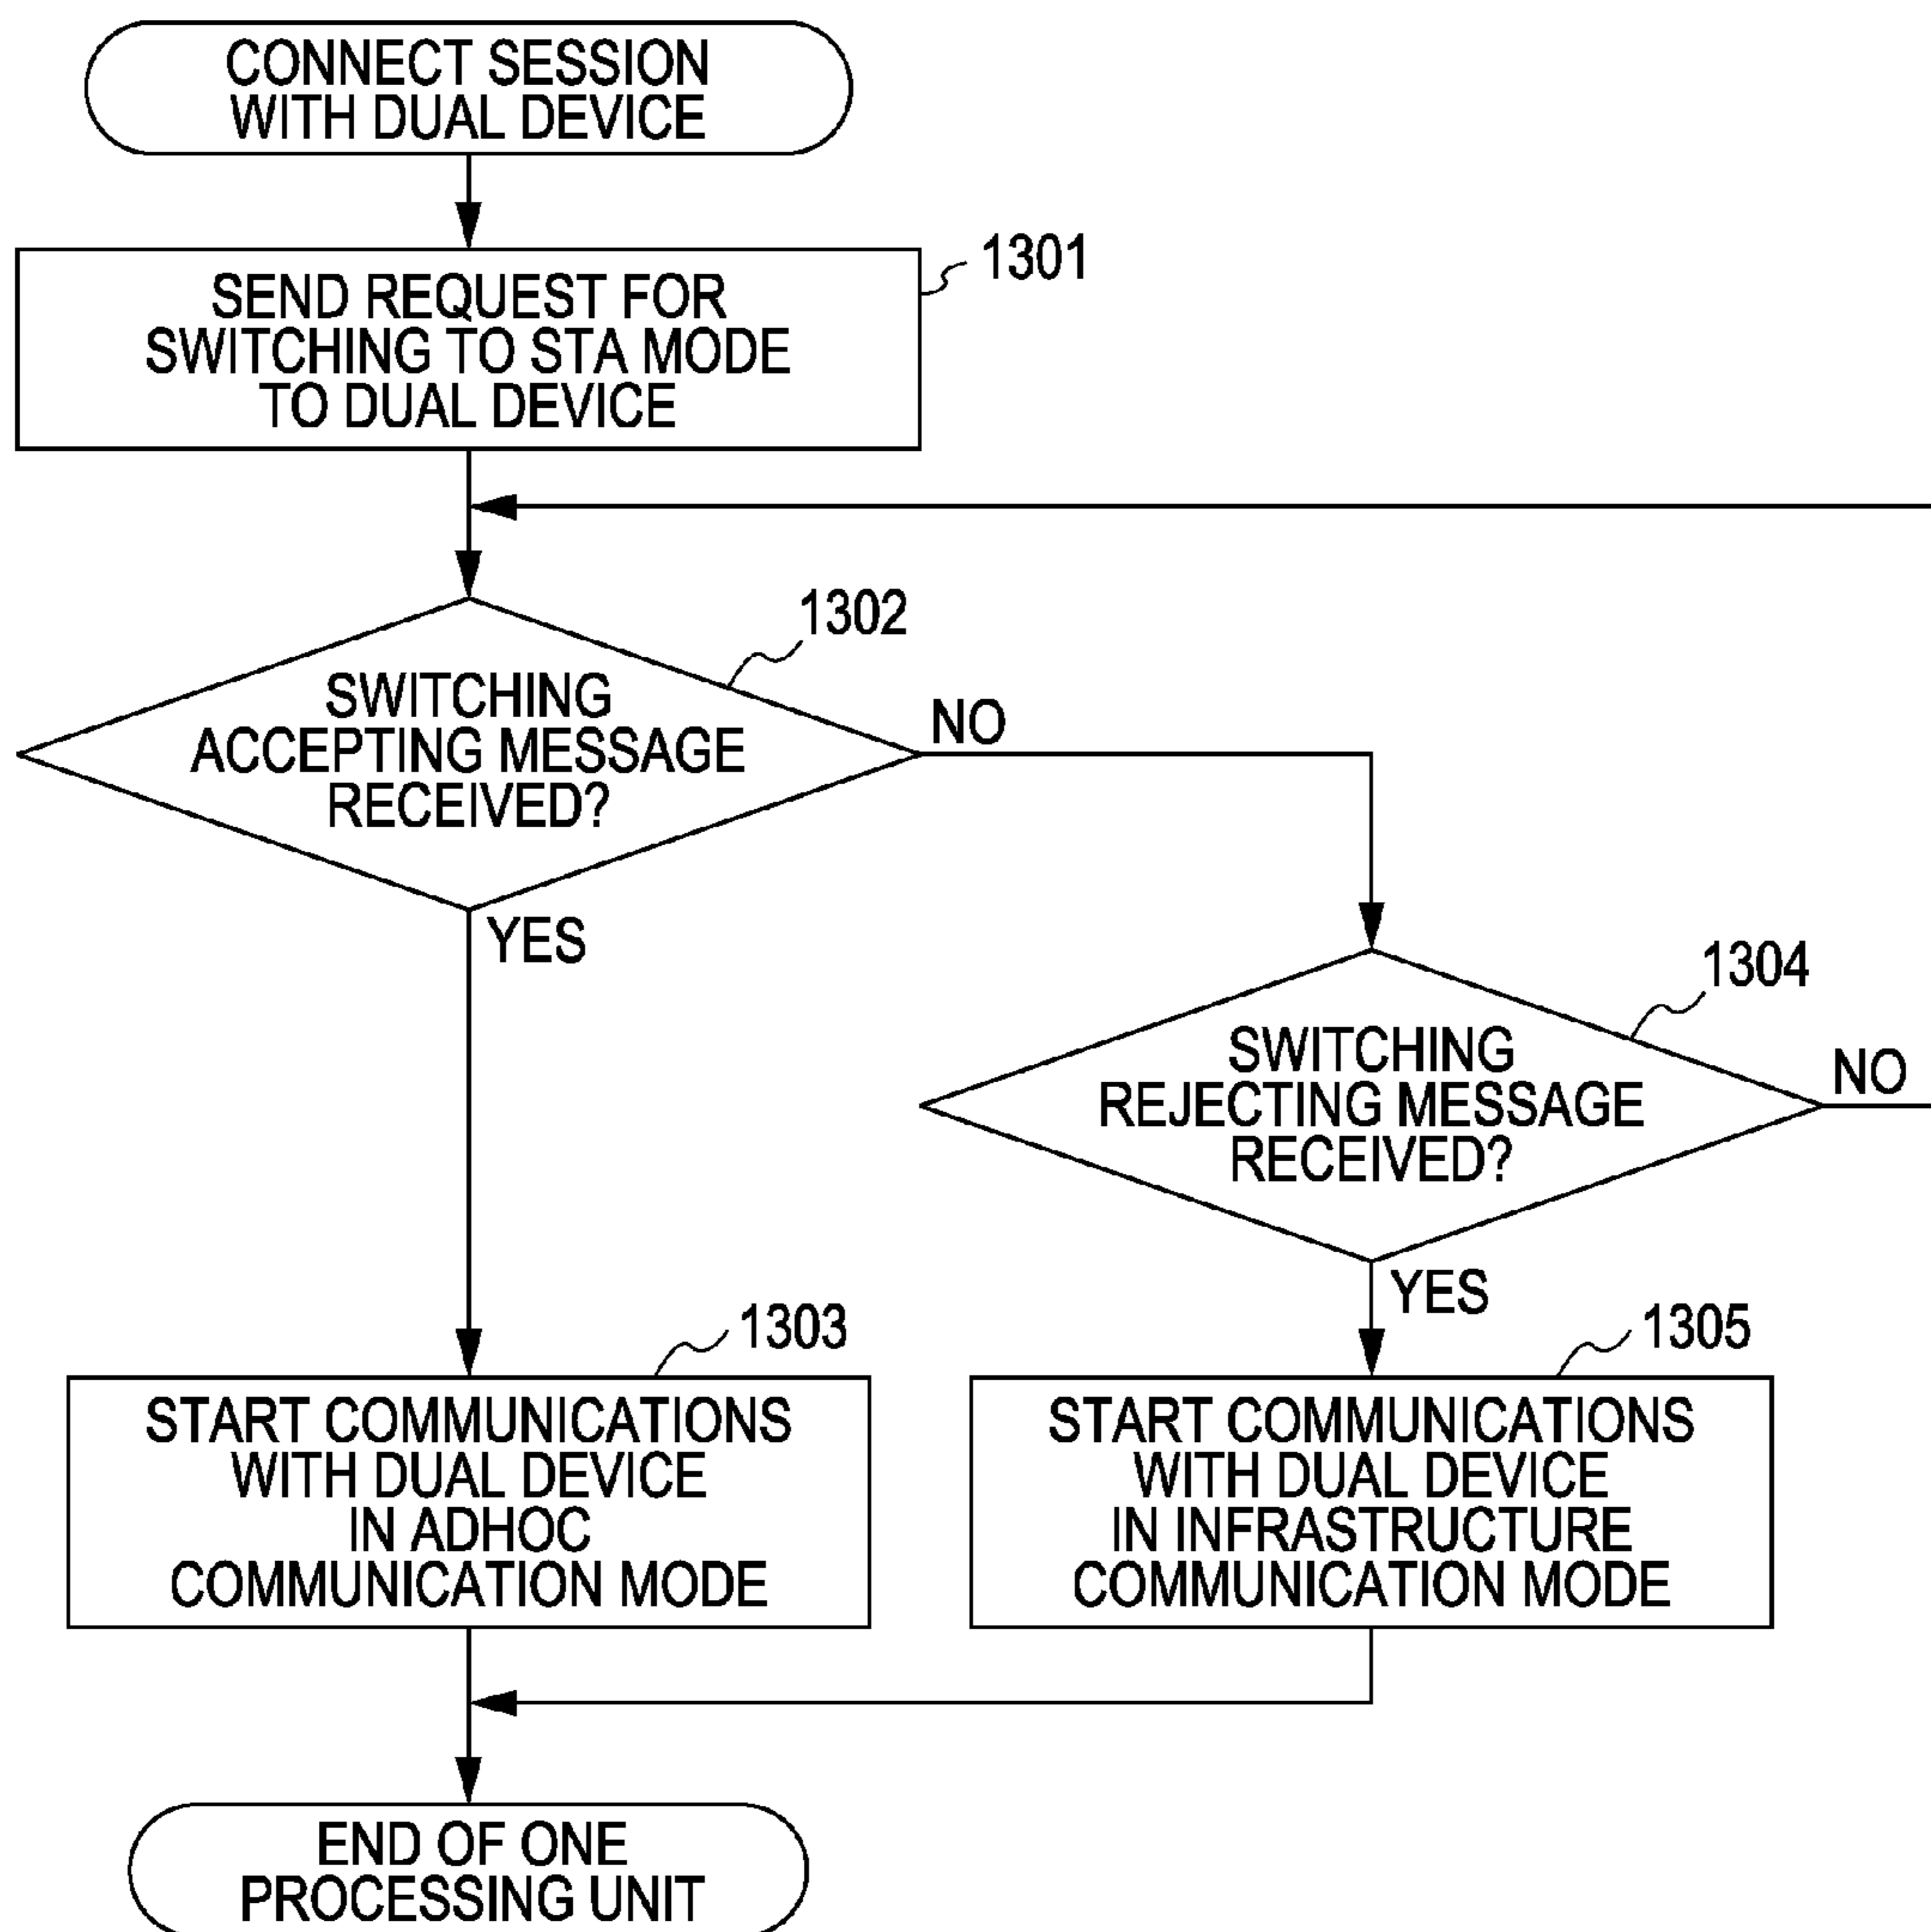 CONNECT SESSION
WITH DUAL DEVICE
1301
SEND REQUEST FOR
SWITCHING TO STA MODE
TO DUAL DEVICE
1302
SWITCHING
ACCEPTING MESSAGE
RECEIVED?
NO
YES
1304
SWITCHING
REJECTING MESSAGE
RECEIVED?
NO
YES
1303
START COMMUNICATIONS
WITH DUAL DEVICE
IN ADHOC
COMMUNICATION MODE
1305
START COMMUNICATIONS
WITH DUAL DEVICE
IN INFRASTRUCTURE
COMMUNICATION MODE
END OF ONE
PROCESSING UNIT